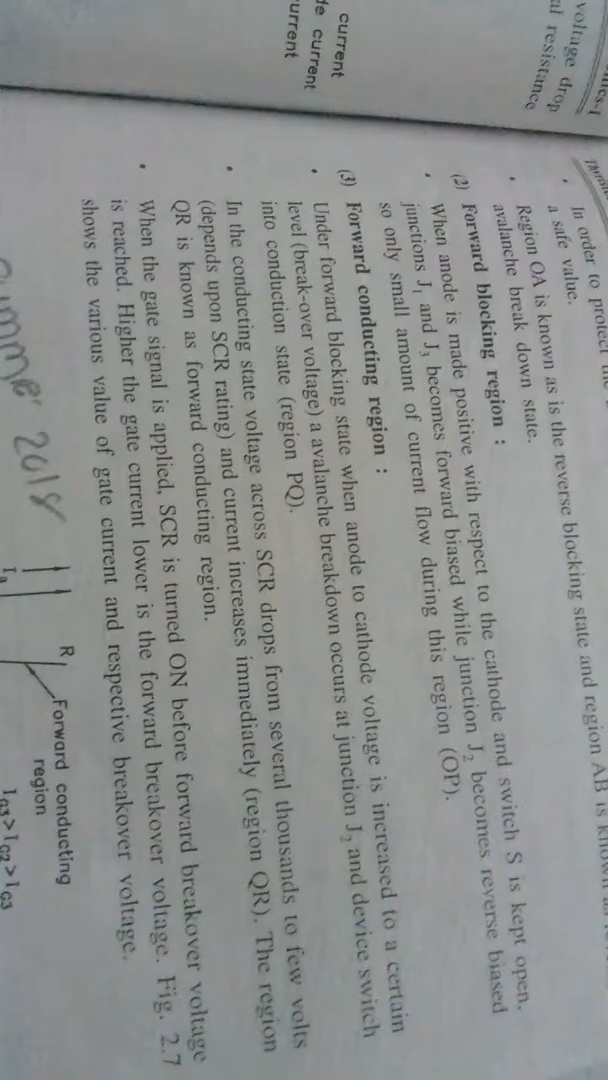 voltage drop
al resistance
current
de current
urrent
In order to protect the
a safe value.
Region OA is known as is the reverse blocking state and region AB is known
avalanche break down state.
(2) Forward blocking region :
When anode is made positive with respect to the cathode and switch S is kept open.
junctions J1 and J3 becomes forward biased while junction J2 becomes reverse biased
so only small amount of current flow during this region (OP).
(3) Forward conducting region :
Under forward blocking state when anode to cathode voltage is increased to a certain
level (break-over voltage) a avalanche breakdown occurs at junction J2 and device switch
into conduction state (region PQ).
In the conducting state voltage across SCR drops from several thousands to few volts
(depends upon SCR rating) and current increases immediately (region QR). The region
QR is known as forward conducting region.
When the gate signal is applied, SCR is turned ON before forward breakover voltage
is reached. Higher the gate current lower is the forward breakover voltage. Fig. 2.7
shows the various value of gate current and respective breakover voltage.
2018
Ia
R
Forward conducting
region
IG3 > IG2 > IG3